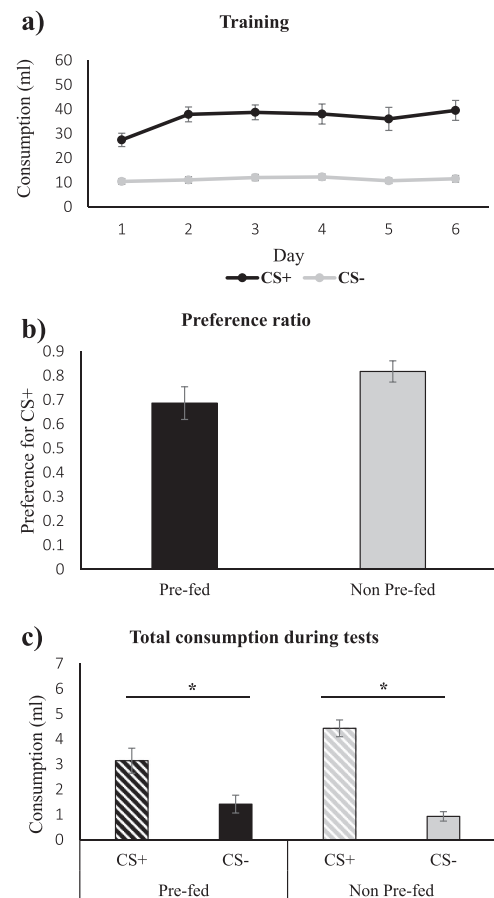 a)
Training
Consumption (ml)
60
50
40
30
20
10
0
1 2 3 4 5 6
Day
CS+ CS-
b)
Preference ratio
Preference for CS+
0.9
0.8
0.7
0.6
0.5
0.4
0.3
0.2
0.1
0
Pre-fed Non Pre-fed
c)
Total consumption during tests
Consumption (ml)
7
6
5
4
3
2
1
0
* *
CS+ CS- CS+ CS-
Pre-fed Non Pre-fed